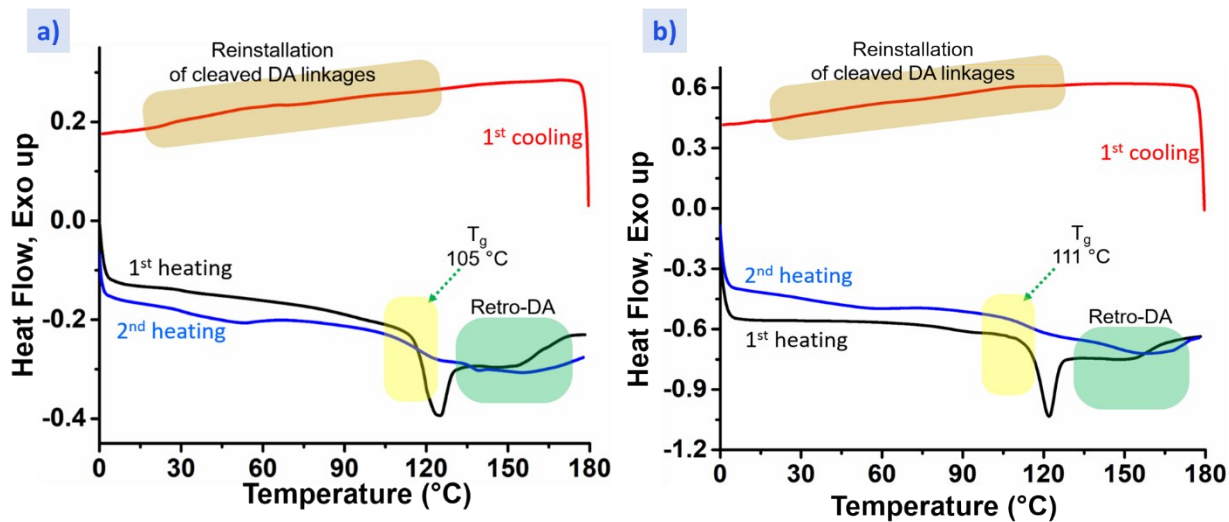 a)
Reinstallation
of cleaved DA linkages
1st cooling
Heat Flow, Exo up
0.2
0.0
-0.2
-0.4
1st heating
2nd heating
Tg
105 °C
Retro-DA
0 30 60 90 120 150 180
Temperature (°C)
b)
Reinstallation
of cleaved DA linkages
1st cooling
Heat Flow, Exo up
0.6
0.3
0.0
-0.3
-0.6
-0.9
-1.2
2nd heating
1st heating
Tg
111 °C
Retro-DA
0 30 60 90 120 150 180
Temperature (°C)